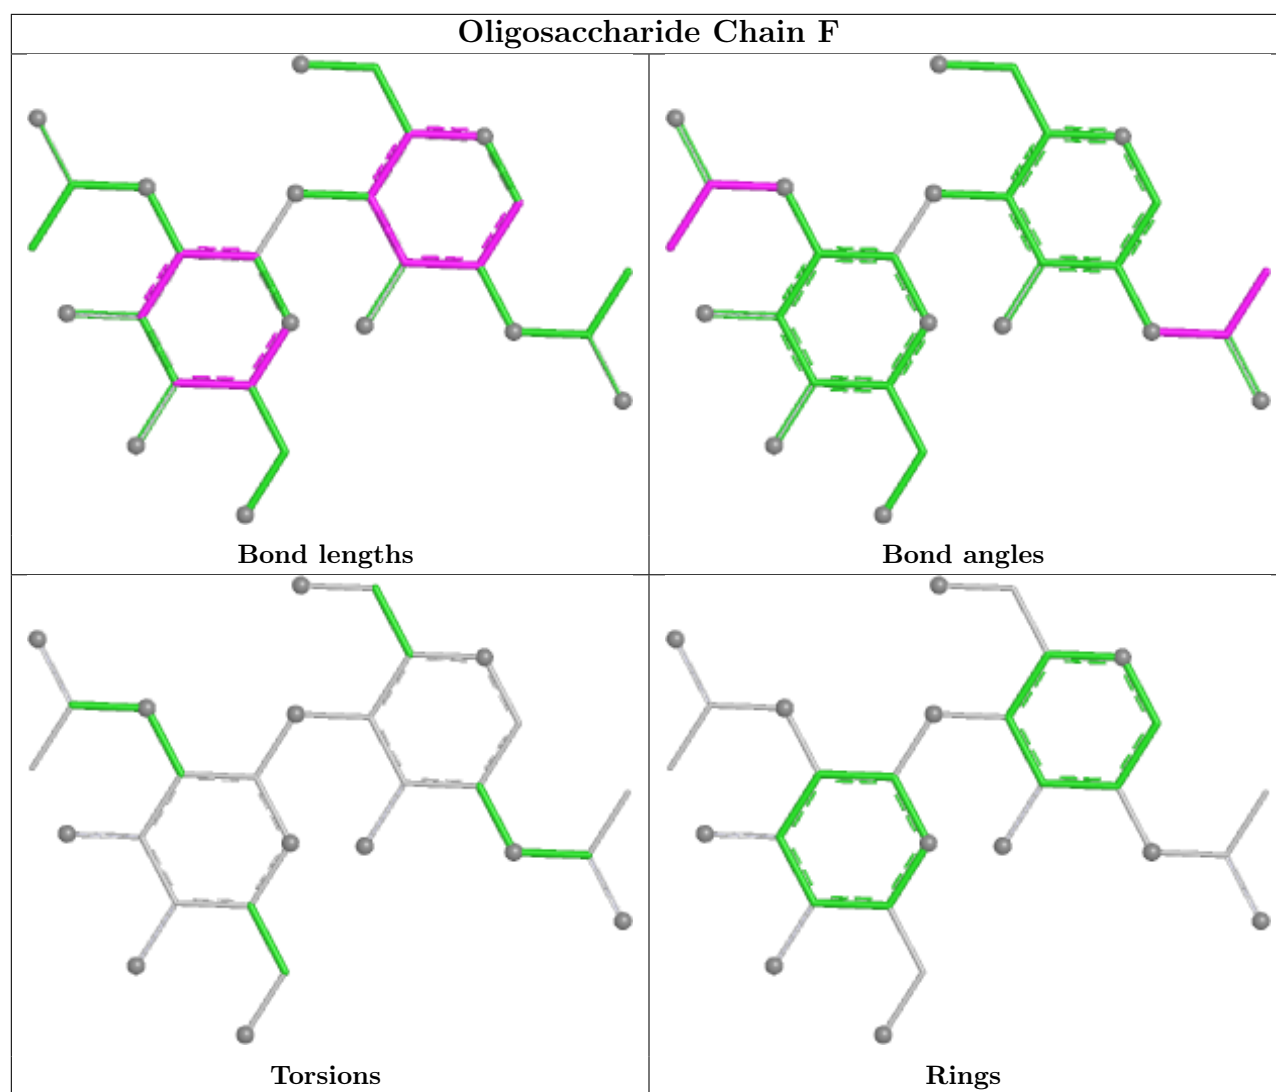 Oligosaccharide Chain F
Bond lengths
Bond angles
Torsions
Rings